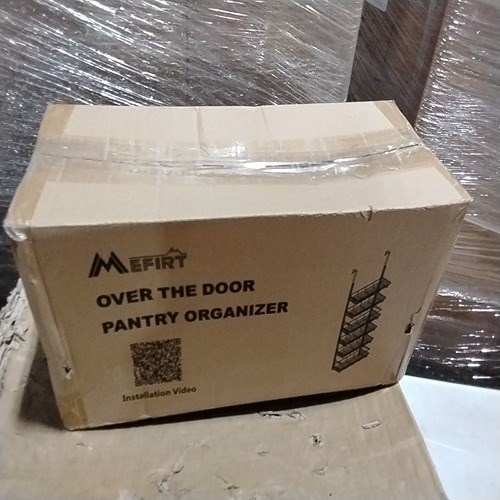 MEFIRT
OVER THE DOOR
PANTRY ORGANIZER
Installation Video